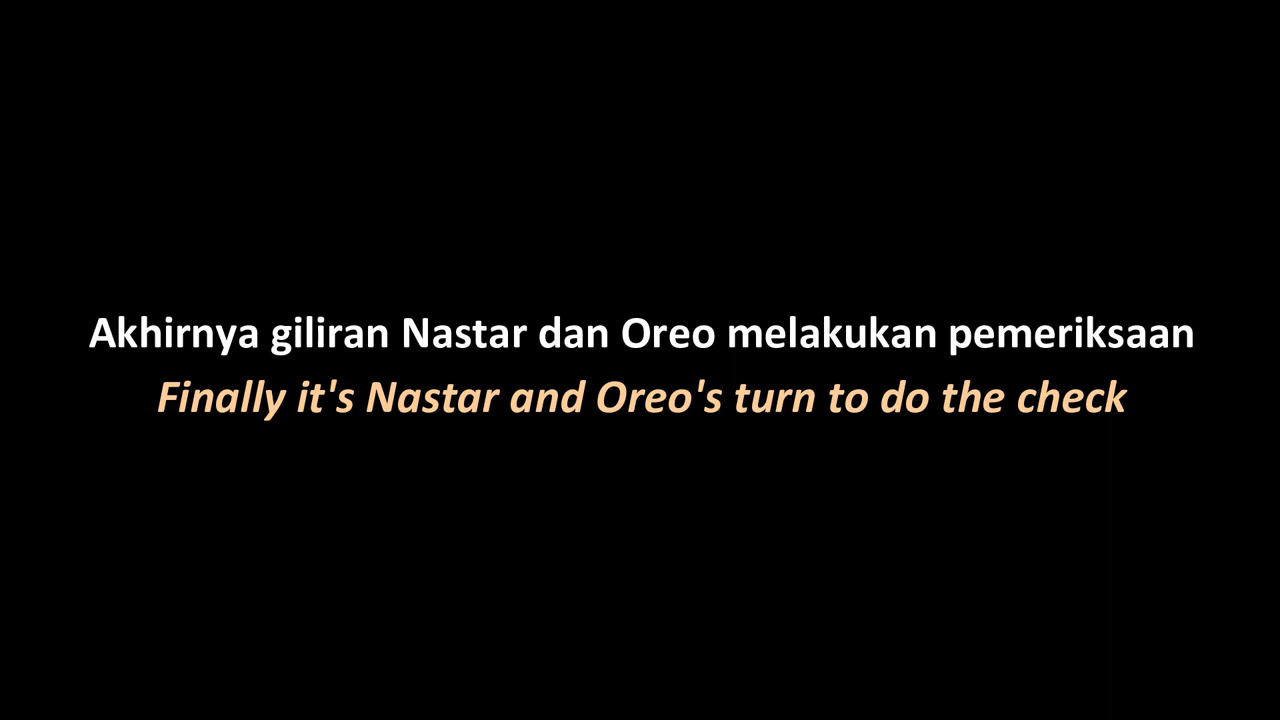 Akhirnya giliran Nastar dan Oreo melakukan pemeriksaan
Finally it's Nastar and Oreo's turn to do the check